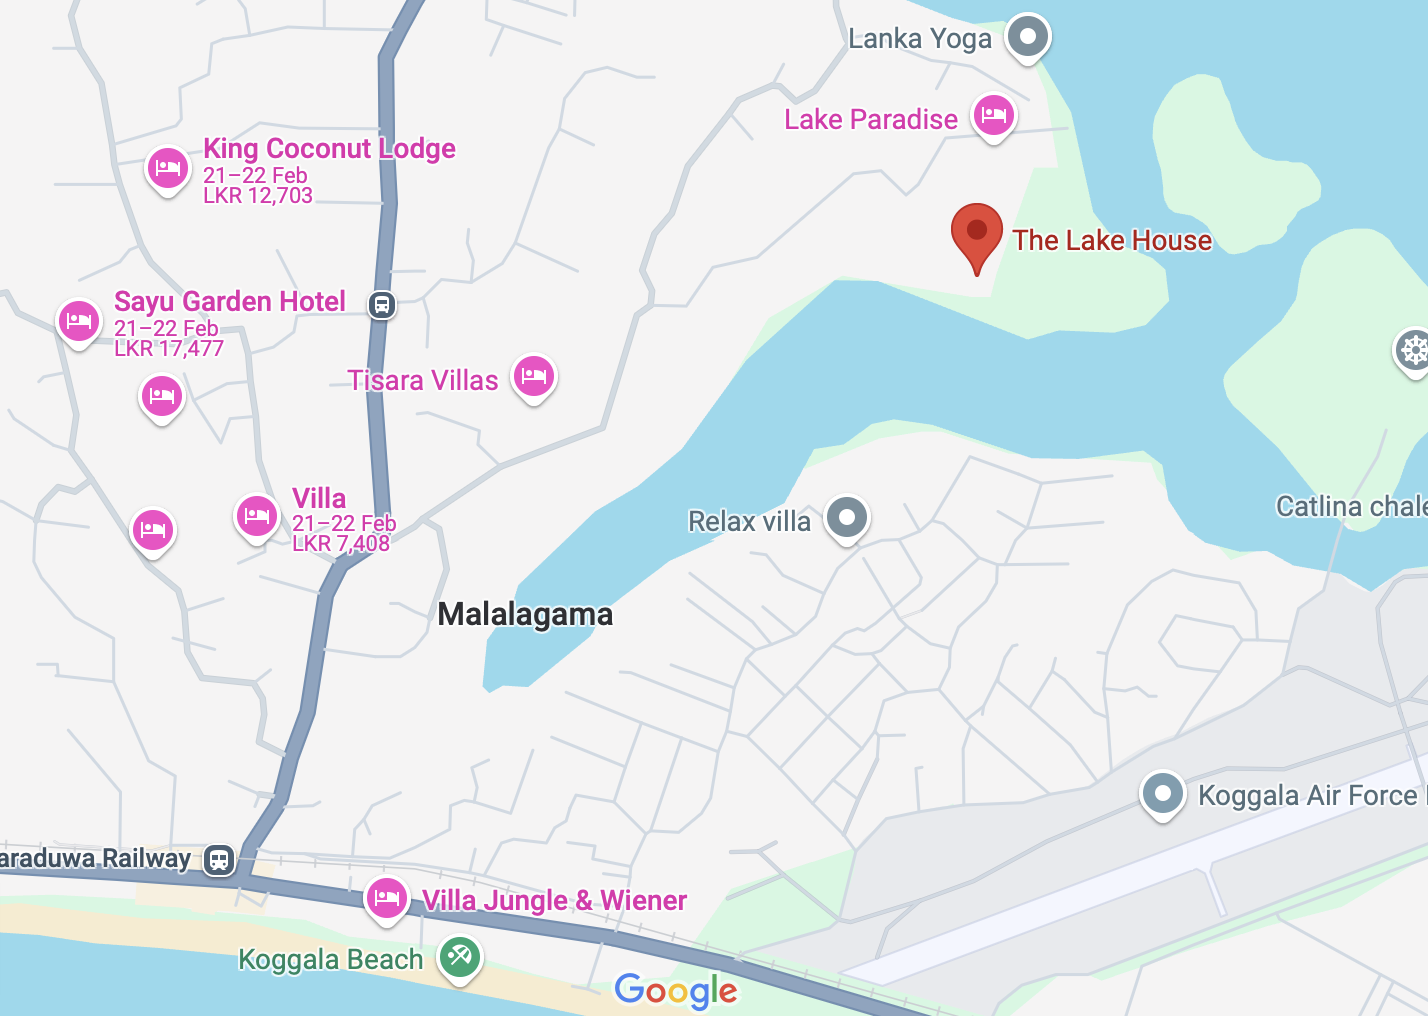 Lanka Yoga
Lake Paradise
King Coconut Lodge
21–22 Feb
LKR 12,703
The Lake House
Sayu Garden Hotel
21–22 Feb
LKR 17,477
Tisara Villas
Villa
21–22 Feb
LKR 7,408
Catlina chale
Relax villa
Malalagama
Koggala Air Force
araduwa Railway
Villa Jungle & Wiener
Koggala Beach
Google